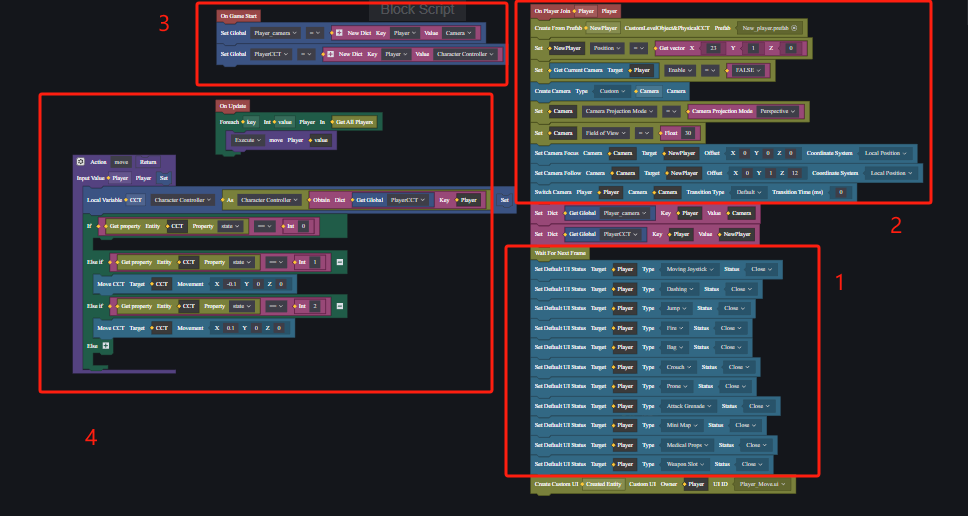 Block Script
3
On Game Start
Set Global Player_camera = New Dict Key Player Value Camera
Set Global PlayerCCT = New Dict Key Player Value Character Controller
4
On Update
Foreach key Int value Player In Get All Players
Execute move Player value
Action move Return
Input Value Player Player Set
Local Variable CCT Character Controller As Character Controller Obtain Dict Get Global PlayerCCT Key Player Set
If Get property Entity CCT Property state == Int 0
Else if Get property Entity CCT Property state == Int 1
Move CCT Target CCT Movement X -0.1 Y 0 Z 0
Else if Get property Entity CCT Property state == Int 2
Move CCT Target CCT Movement X 0.1 Y 0 Z 0
Else
2
On Player Join Player Player
Create From Prefab NewPlayer CustomLevelObject&PhysicalCCT Prefab New_player.prefab
Set NewPlayer Position = Get vector X 23 Y 1 Z 0
Set Get Current Camera Target Player Enable = FALSE
Create Camera Type Custom Camera Camera
Set Camera Camera Projection Mode = Camera Projection Mode Perspective
Set Camera Field of View = Float 30
Set Camera Focus Camera Camera Target NewPlayer Offset X 0 Y 0 Z 0 Coordinate System Local Position
Set Camera Follow Camera Camera Target NewPlayer Offset X 0 Y 1 Z 12 Coordinate System Local Position
Switch Camera Player Player Camera Camera Transition Type Default Transition Time (ms) 0
Set Dict Get Global Player_camera Key Player Value Camera
Set Dict Get Global PlayerCCT Key Player Value NewPlayer
1
Wait For Next Frame
Set Default UI Status Target Player Type Moving Joystick Status Close
Set Default UI Status Target Player Type Dashing Status Close
Set Default UI Status Target Player Type Jump Status Close
Set Default UI Status Target Player Type Fire Status Close
Set Default UI Status Target Player Type Bag Status Close
Set Default UI Status Target Player Type Crouch Status Close
Set Default UI Status Target Player Type Prone Status Close
Set Default UI Status Target Player Type Attack Grenade Status Close
Set Default UI Status Target Player Type Mini Map Status Close
Set Default UI Status Target Player Type Medical Props Status Close
Set Default UI Status Target Player Type Weapon Slot Status Close
Create Custom UI Created Entity Custom UI Owner Player UI ID Player_Move.ui